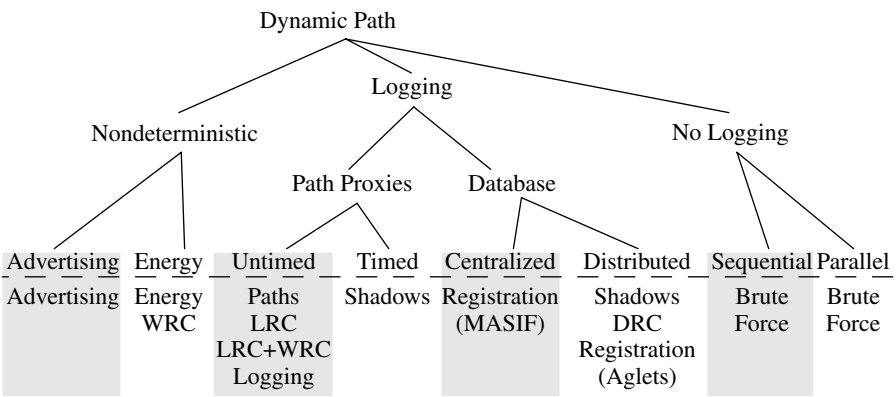 Dynamic Path
Logging
Nondeterministic
No Logging
Path Proxies
Database
Advertising
Energy
Untimed
Timed
Centralized
Distributed
Sequential
Parallel
Advertising
Energy
WRC
Paths
LRC
LRC+WRC
Logging
Shadows
Registration
(MASIF)
Shadows
DRC
Registration
(Aglets)
Brute
Force
Brute
Force